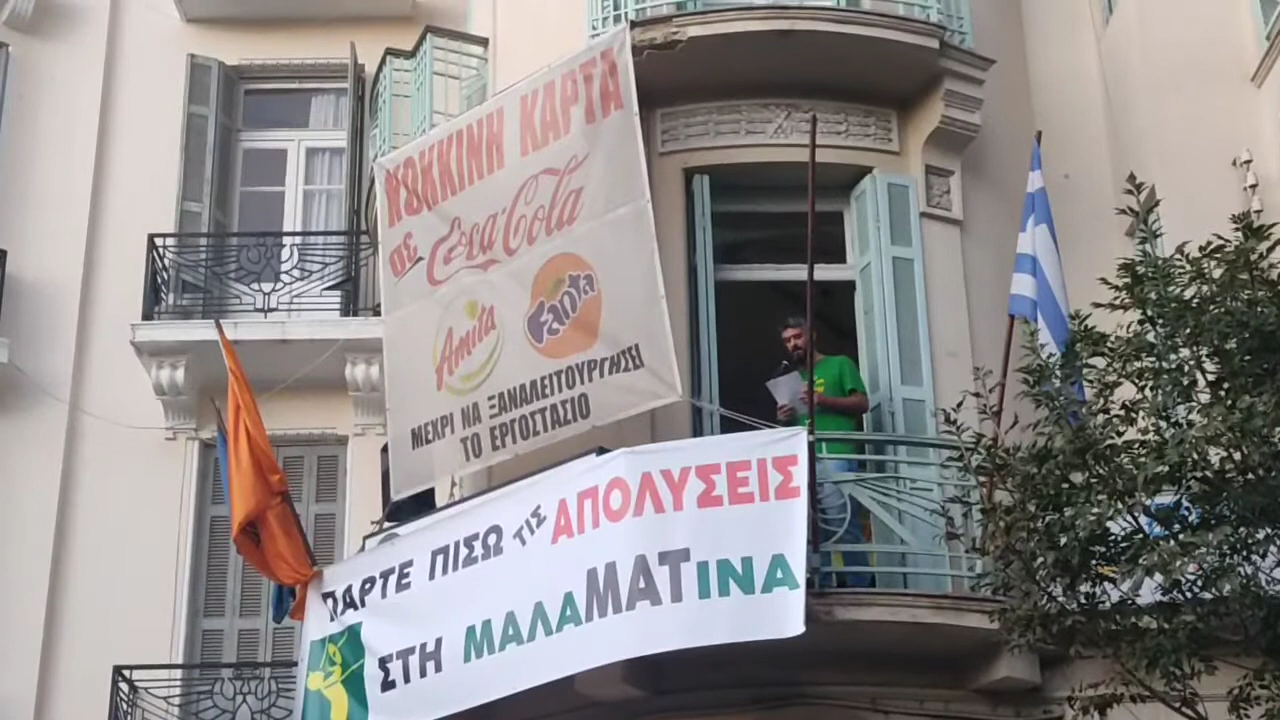 ΚΟΚΚΙΝΗ ΚΑΡΤΑ
σε Coca-Cola
Amita Fanta
ΜΕΧΡΙ ΝΑ ΞΑΝΑΛΕΙΤΟΥΡΓΗΣΕΙ
ΤΟ ΕΡΓΟΣΤΑΣΙΟ
ΠΑΡΤΕ ΠΙΣΩ ΤΙΣ ΑΠΟΛΥΣΕΙΣ
ΣΤΗ ΜΑΛΑΜΑΤΙΝΑ